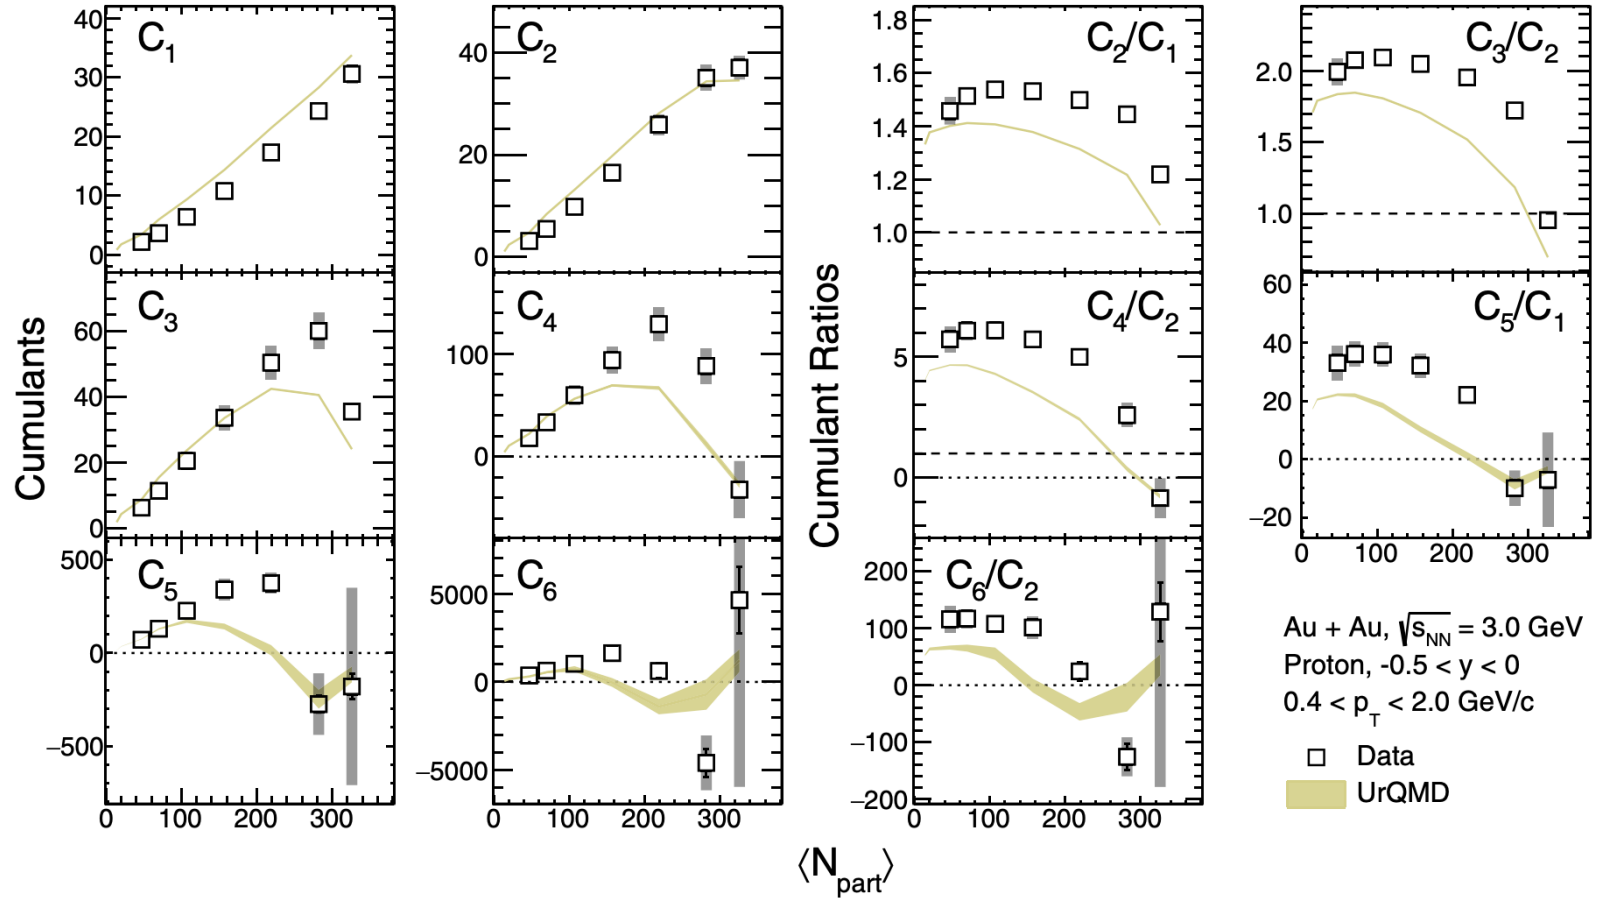 Cumulants
C1
40
30
20
10
0
C2
40
20
0
C3
60
40
20
0
C4
100
0
C5
500
0
−500
0 100 200 300
C6
5000
0
−5000
0 100 200 300
Cumulant Ratios
C2/C1
1.8
1.6
1.4
1.2
1.0
C3/C2
2.0
1.5
1.0
C4/C2
5
0
C5/C1
60
40
20
0
−20
0 100 200 300
C6/C2
200
100
0
−100
−200
0 100 200 300
⟨Npart⟩
Au + Au, √sNN = 3.0 GeV
Proton, -0.5 < y < 0
0.4 < pT < 2.0 GeV/c
Data
UrQMD